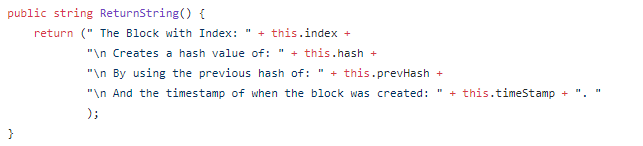 public string ReturnString() {
    return (" The Block with Index: " + this.index +
            "\n Creates a hash value of: " + this.hash +
            "\n By using the previous hash of: " + this.prevHash +
            "\n And the timestamp of when the block was created: " + this.timeStamp + ". "
            );
}